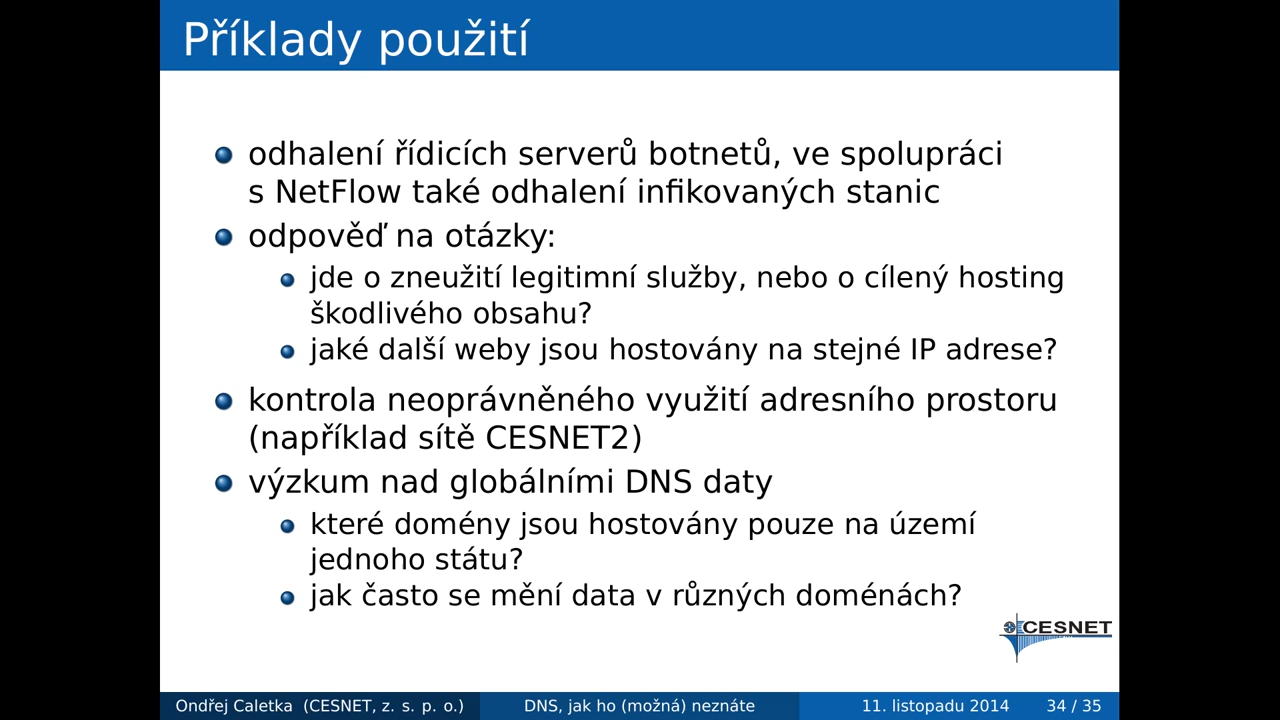 Příklady použití
odhalení řídicích serverů botnetů, ve spolupráci
s NetFlow také odhalení infikovaných stanic
odpověď na otázky:
jde o zneužití legitimní služby, nebo o cílený hosting
škodlivého obsahu?
jaké další weby jsou hostovány na stejné IP adrese?
kontrola neoprávněného využití adresního prostoru
(například sítě CESNET2)
výzkum nad globálními DNS daty
které domény jsou hostovány pouze na území
jednoho státu?
jak často se mění data v různých doménách?
CESNET
Ondřej Caletka (CESNET, z. s. p. o.)
DNS, jak ho (možná) neznáte
11. listopadu 2014
34 / 35